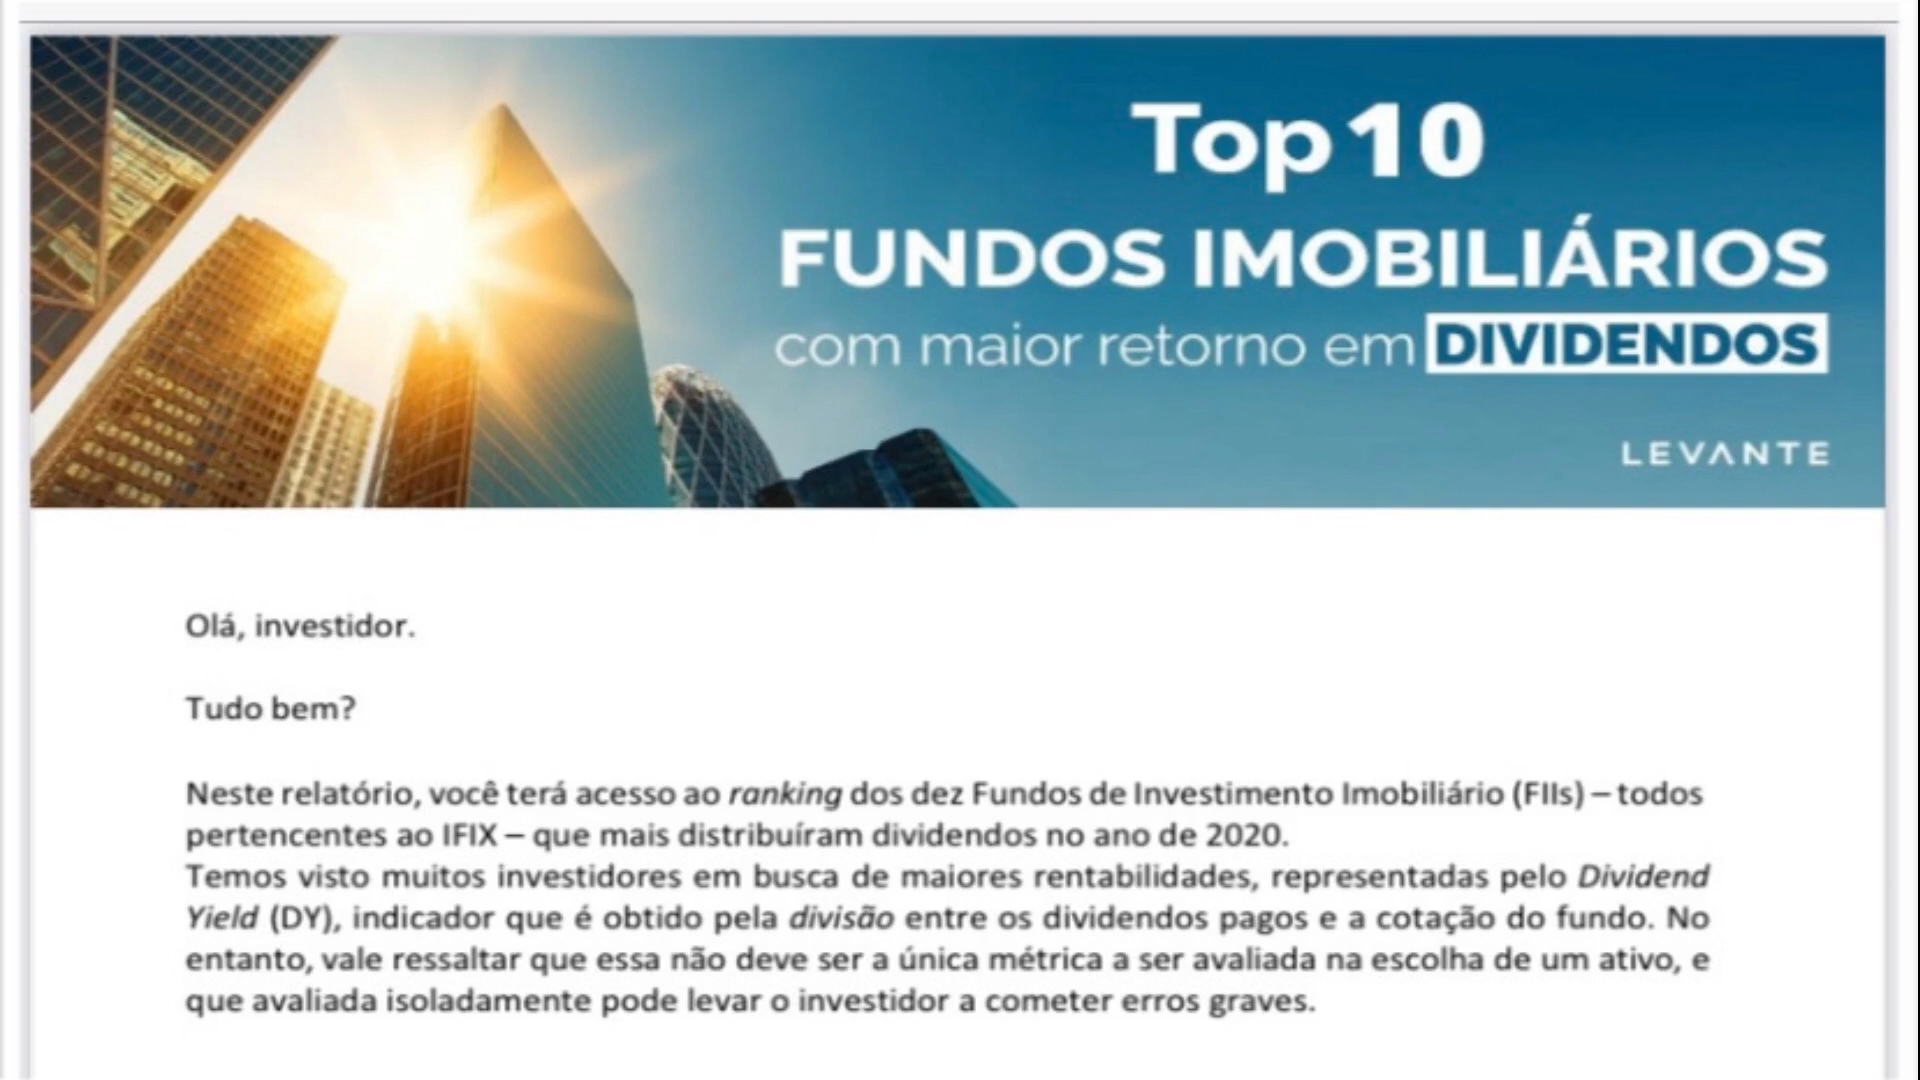 Top 10
FUNDOS IMOBILIÁRIOS
com maior retorno em DIVIDENDOS
LEVANTE
Olá, investidor.
Tudo bem?
Neste relatório, você terá acesso ao ranking dos dez Fundos de Investimento Imobiliário (FIIs) – todos
pertencentes ao IFIX – que mais distribuíram dividendos no ano de 2020.
Temos visto muitos investidores em busca de maiores rentabilidades, representadas pelo Dividend
Yield (DY), indicador que é obtido pela divisão entre os dividendos pagos e a cotação do fundo. No
entanto, vale ressaltar que essa não deve ser a única métrica a ser avaliada na escolha de um ativo, e
que avaliada isoladamente pode levar o investidor a cometer erros graves.